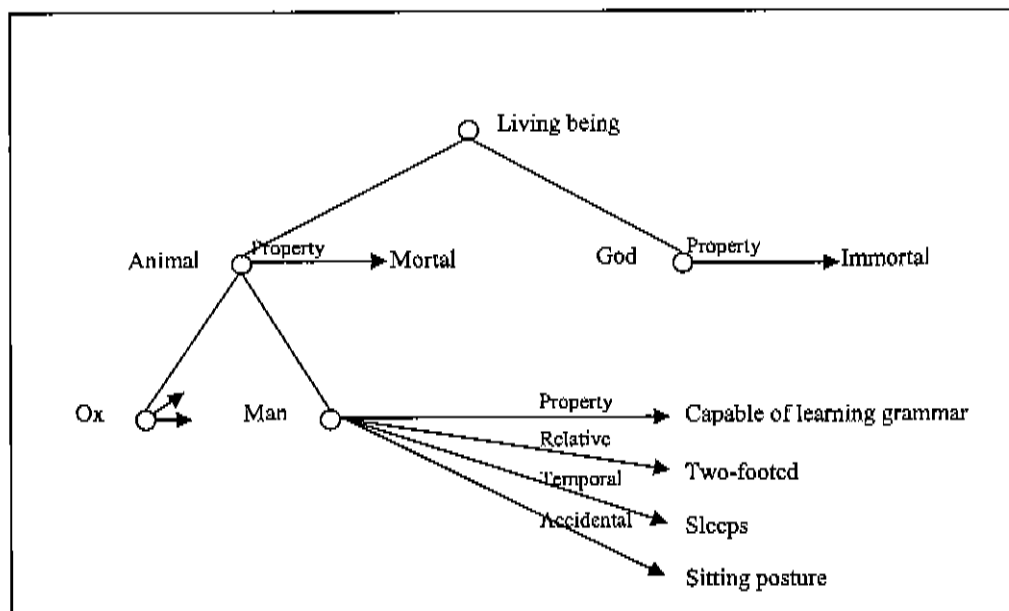 Living being
Animal Property Mortal
God Property Immortal
Ox
Man
Property Capable of learning grammar
Relative Two-footed
Temporal Sleeps
Accidental Sitting posture